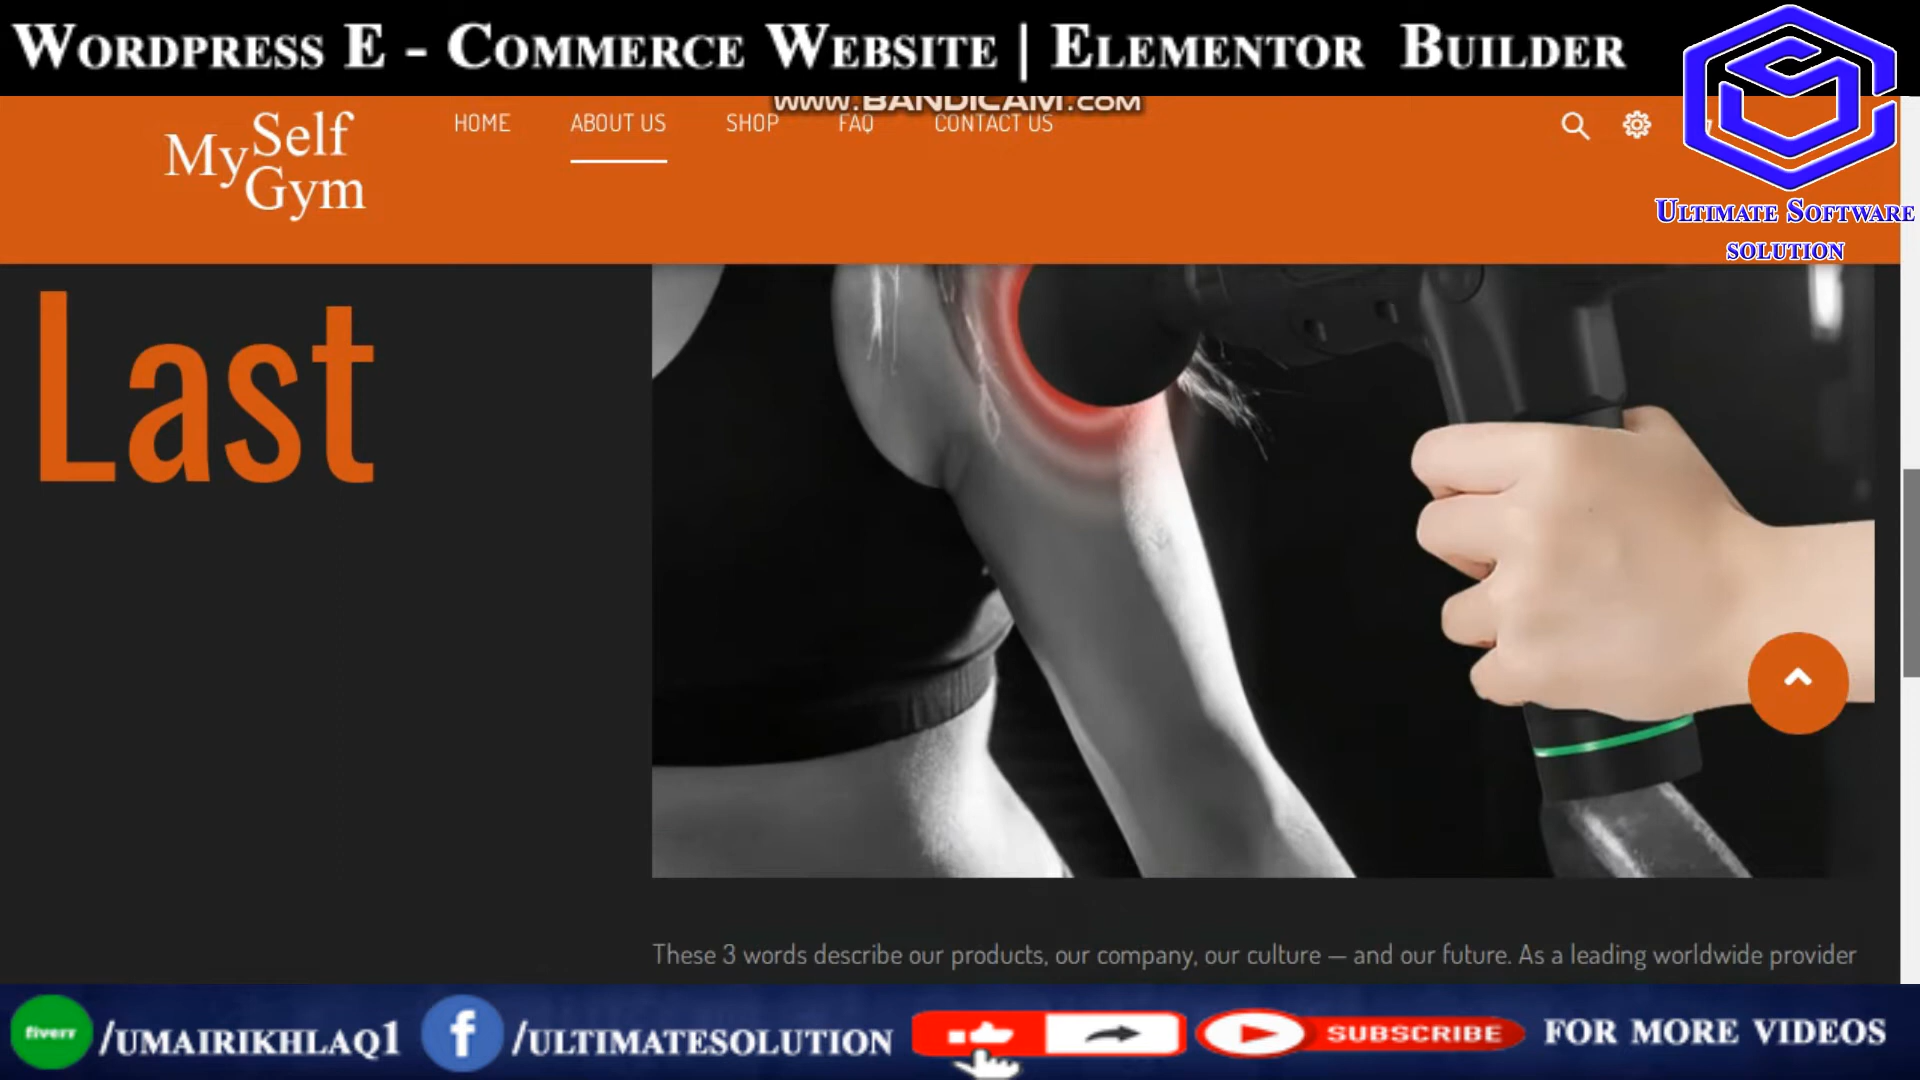 WORDPRESS E - COMMERCE WEBSITE | ELEMENTOR BUILDER
WWW.BANDICAM.COM
My Self Gym
HOME ABOUT US SHOP FAQ CONTACT US
ULTIMATE SOFTWARE
SOLUTION
Last
These 3 words describe our products, our company, our culture — and our future. As a leading worldwide provider
fiverr /UMAIRIKHLAQ1 f /ULTIMATESOLUTION SUBSCRIBE FOR MORE VIDEOS